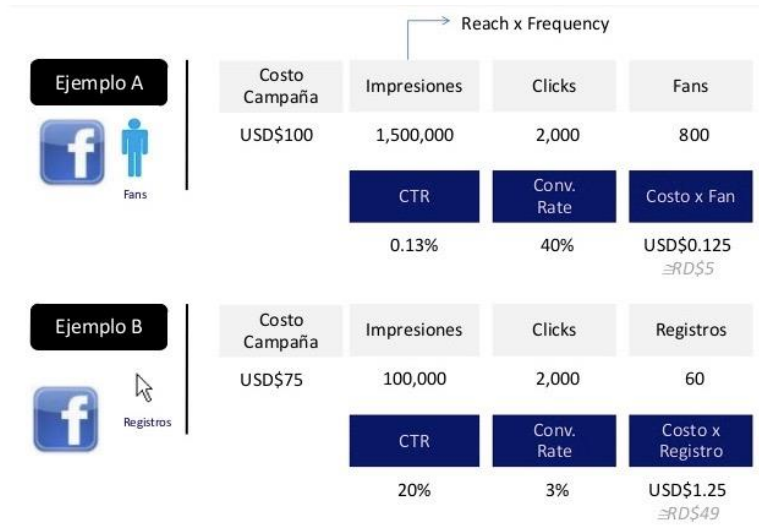 Reach x Frequency
Ejemplo A
Costo
Campaña
Impresiones
Clicks
Fans
USD$100
1,500,000
2,000
800
Fans
CTR
Conv.
Rate
Costo x Fan
0.13%
40%
USD$0.125
≅RD$5
Ejemplo B
Costo
Campaña
Impresiones
Clicks
Registros
USD$75
100,000
2,000
60
Registros
CTR
Conv.
Rate
Costo x
Registro
20%
3%
USD$1.25
≅RD$49